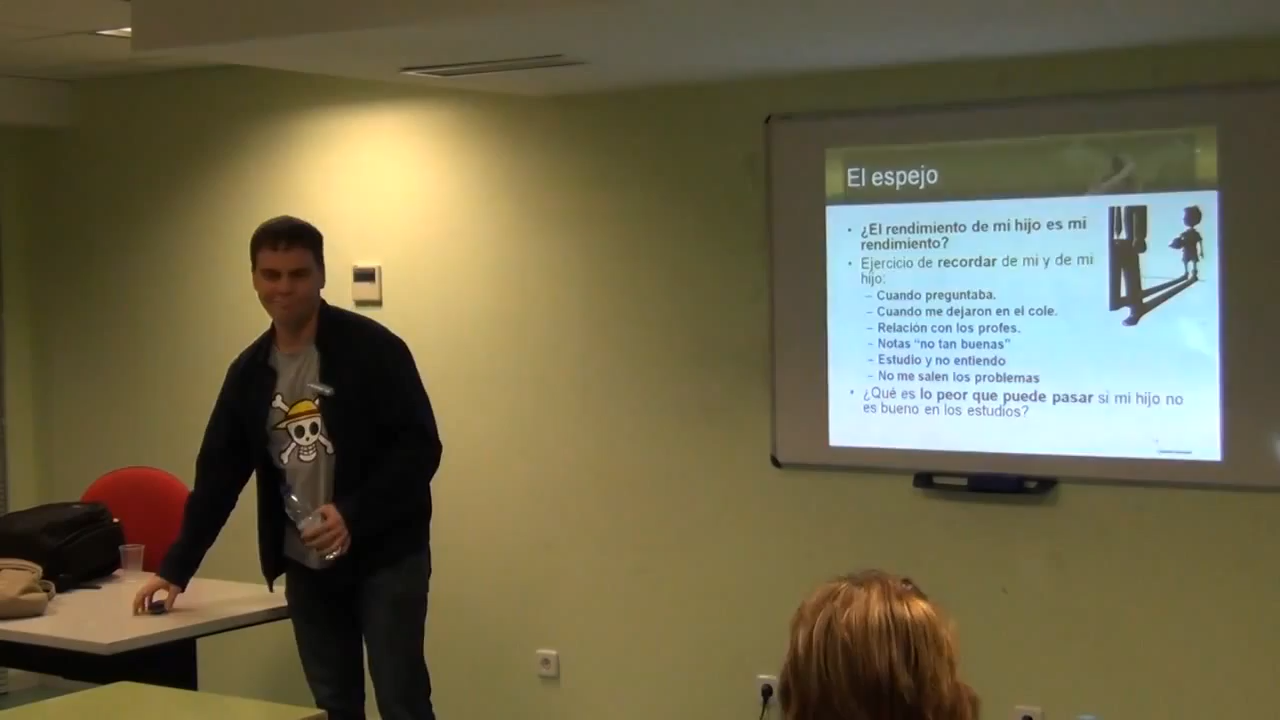 El espejo
• ¿El rendimiento de mi hijo es mi
rendimiento?
• Ejercicio de recordar de mi y de mi
hijo:
– Cuando preguntaba.
– Cuando me dejaron en el cole.
– Relación con los profes.
– Notas “no tan buenas”
– Estudio y no entiendo
– No me salen los problemas
• ¿Qué es lo peor que puede pasar si mi hijo no
es bueno en los estudios?